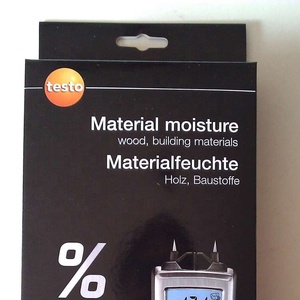 testo
Material moisture
wood, building materials
Materialfeuchte
Holz, Baustoffe
%